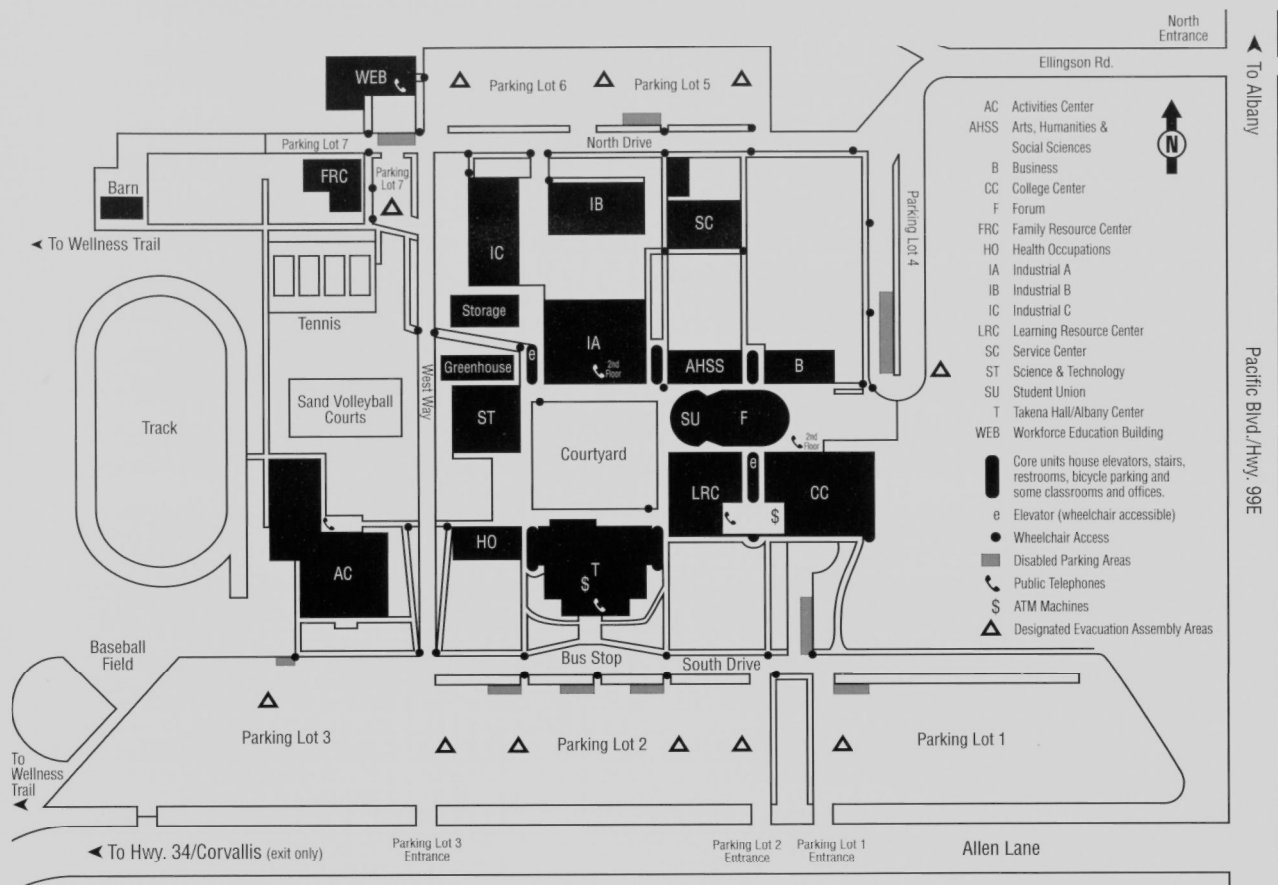 North
Entrance
Ellingson Rd.
To Albany
WEB
Parking Lot 6
Parking Lot 5
Parking Lot 7
North Drive
Parking
Lot 7
FRC
Barn
To Wellness Trail
IC
IB
SC
Parking Lot 4
Tennis
Storage
IA
2nd
Floor
e
Greenhouse
AHSS
B
West Way
Sand Volleyball
Courts
Track
ST
Courtyard
SU
F
2nd
Floor
e
LRC
CC
$
HO
T
$
AC
Baseball
Field
Bus Stop
South Drive
Parking Lot 3
Parking Lot 2
Parking Lot 1
To
Wellness
Trail
Parking Lot 3
Entrance
Parking Lot 2
Entrance
Parking Lot 1
Entrance
To Hwy. 34/Corvallis (exit only)
Allen Lane
Pacific Blvd./Hwy. 99E
N
AC Activities Center
AHSS Arts, Humanities &
Social Sciences
B Business
CC College Center
F Forum
FRC Family Resource Center
HO Health Occupations
IA Industrial A
IB Industrial B
IC Industrial C
LRC Learning Resource Center
SC Service Center
ST Science & Technology
SU Student Union
T Takena Hall/Albany Center
WEB Workforce Education Building
Core units house elevators, stairs,
restrooms, bicycle parking and
some classrooms and offices.
e Elevator (wheelchair accessible)
Wheelchair Access
Disabled Parking Areas
Public Telephones
$ ATM Machines
Designated Evacuation Assembly Areas